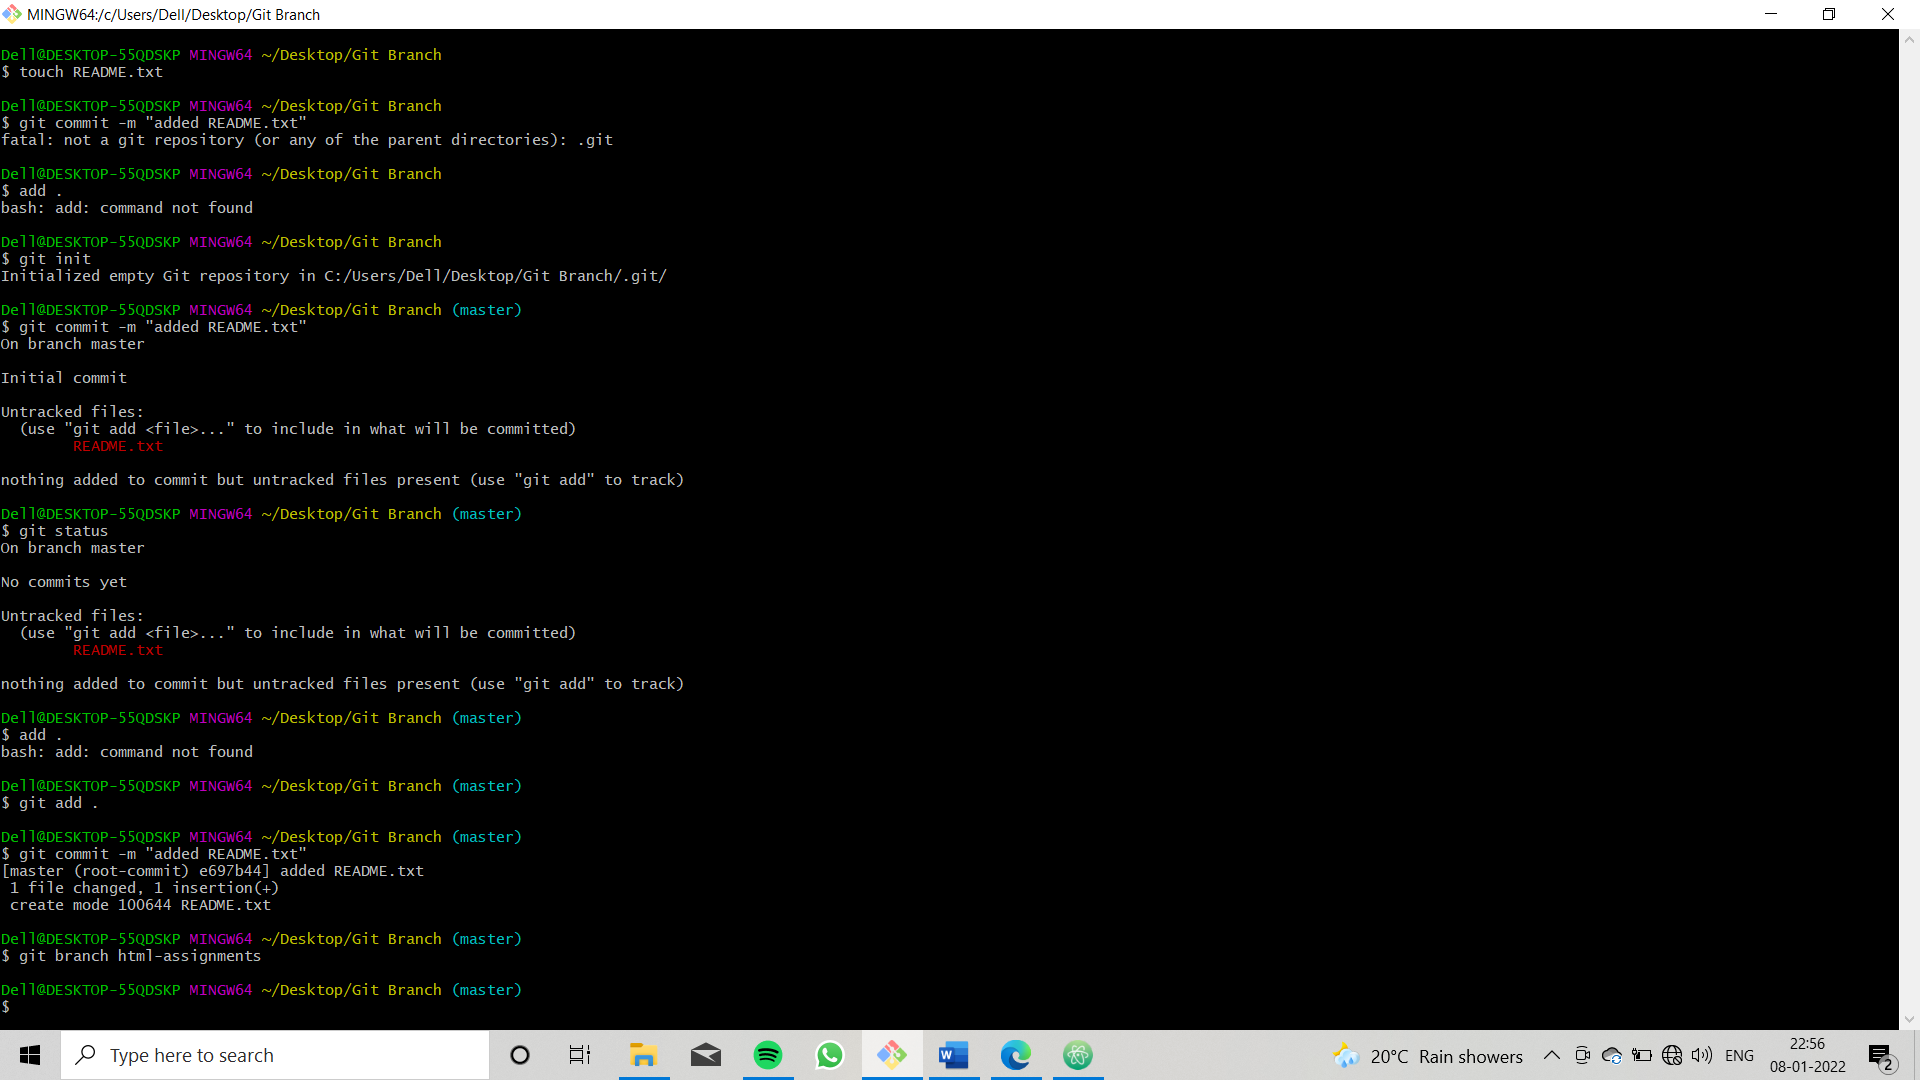 MINGW64:/c/Users/Dell/Desktop/Git Branch
Dell@DESKTOP-55QDSKP MINGW64 ~/Desktop/Git Branch
$ touch README.txt
Dell@DESKTOP-55QDSKP MINGW64 ~/Desktop/Git Branch
$ git commit -m "added README.txt"
fatal: not a git repository (or any of the parent directories): .git
Dell@DESKTOP-55QDSKP MINGW64 ~/Desktop/Git Branch
$ add .
bash: add: command not found
Dell@DESKTOP-55QDSKP MINGW64 ~/Desktop/Git Branch
$ git init
Initialized empty Git repository in C:/Users/Dell/Desktop/Git Branch/.git/
Dell@DESKTOP-55QDSKP MINGW64 ~/Desktop/Git Branch (master)
$ git commit -m "added README.txt"
On branch master
Initial commit
Untracked files:
  (use "git add <file>..." to include in what will be committed)
        README.txt
nothing added to commit but untracked files present (use "git add" to track)
Dell@DESKTOP-55QDSKP MINGW64 ~/Desktop/Git Branch (master)
$ git status
On branch master
No commits yet
Untracked files:
  (use "git add <file>..." to include in what will be committed)
        README.txt
nothing added to commit but untracked files present (use "git add" to track)
Dell@DESKTOP-55QDSKP MINGW64 ~/Desktop/Git Branch (master)
$ add .
bash: add: command not found
Dell@DESKTOP-55QDSKP MINGW64 ~/Desktop/Git Branch (master)
$ git add .
Dell@DESKTOP-55QDSKP MINGW64 ~/Desktop/Git Branch (master)
$ git commit -m "added README.txt"
[master (root-commit) e697b44] added README.txt
 1 file changed, 1 insertion(+)
 create mode 100644 README.txt
Dell@DESKTOP-55QDSKP MINGW64 ~/Desktop/Git Branch (master)
$ git branch html-assignments
Dell@DESKTOP-55QDSKP MINGW64 ~/Desktop/Git Branch (master)
$
Type here to search
20°C Rain showers
ENG
22:56
08-01-2022
2